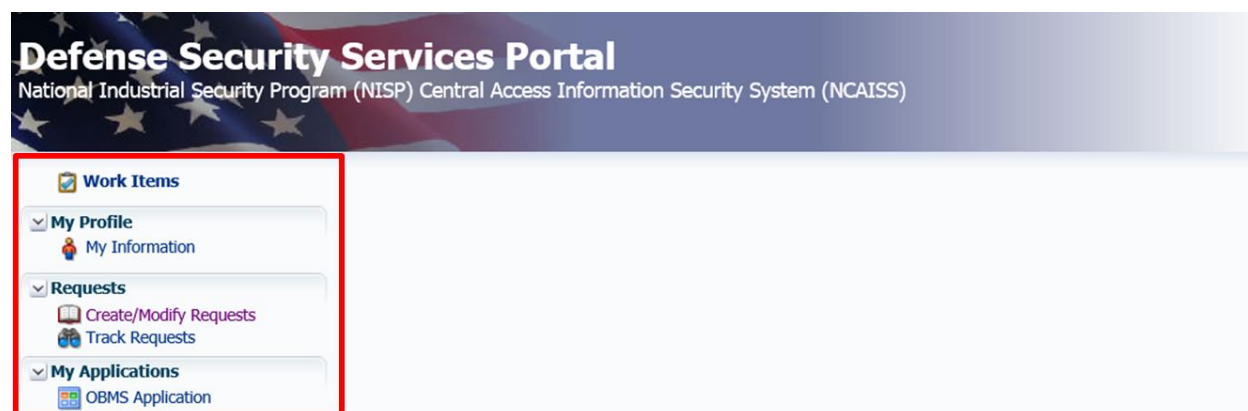 Defense Security Services Portal
National Industrial Security Program (NISP) Central Access Information Security System (NCAISS)
Work Items
My Profile
My Information
Requests
Create/Modify Requests
Track Requests
My Applications
OBMS Application